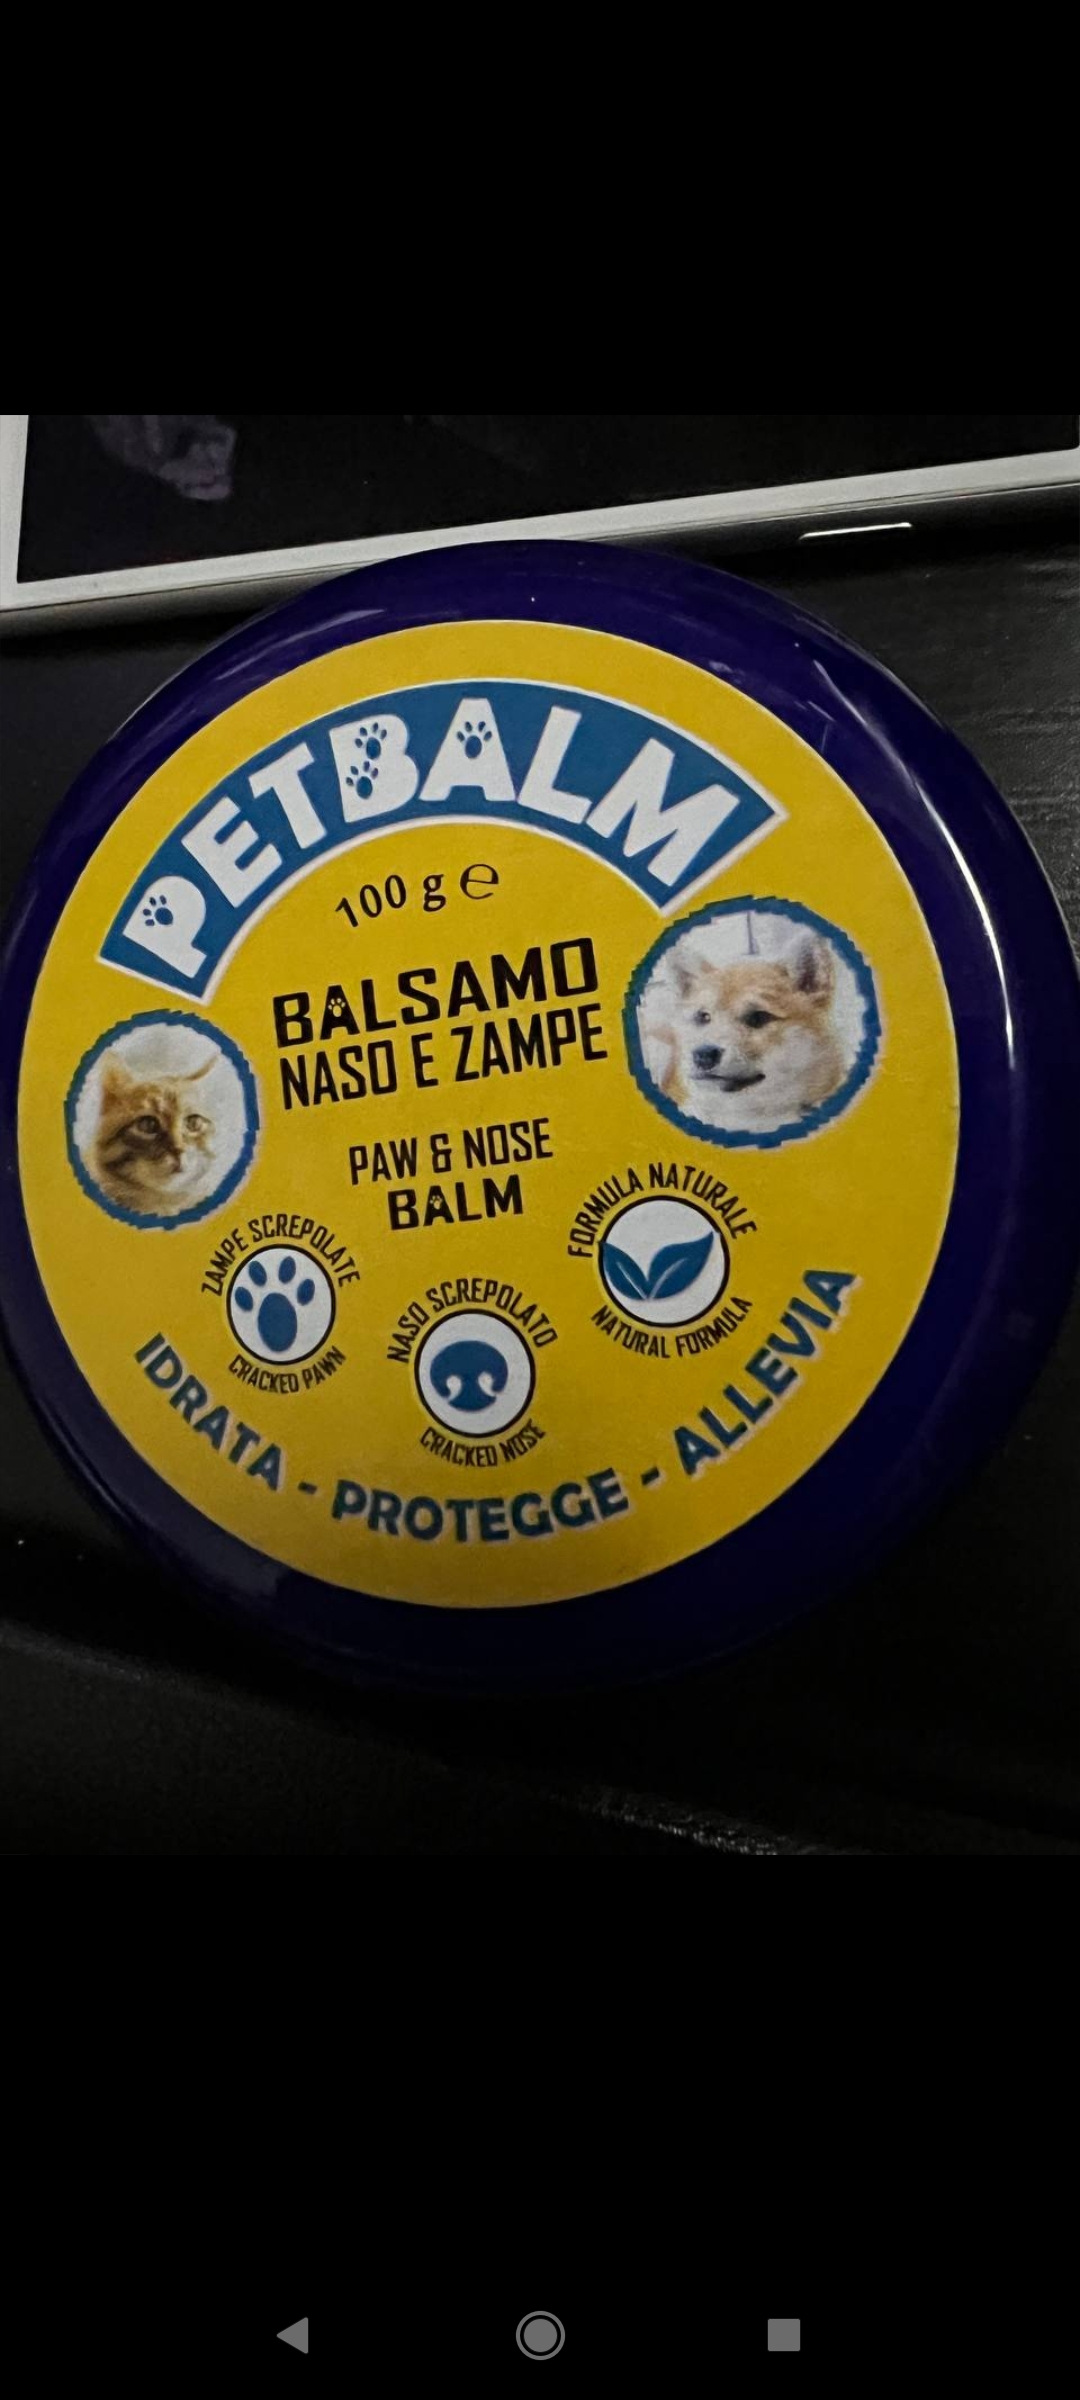 PETBALM
100 g ℮
BALSAMO
NASO E ZAMPE
PAW & NOSE
BALM
ZAMPE SCREPOLATE
CRACKED PAWN
NASO SCREPOLATO
CRACKED NOSE
FORMULA NATURALE
NATURAL FORMULA
IDRATA - PROTEGGE - ALLEVIA